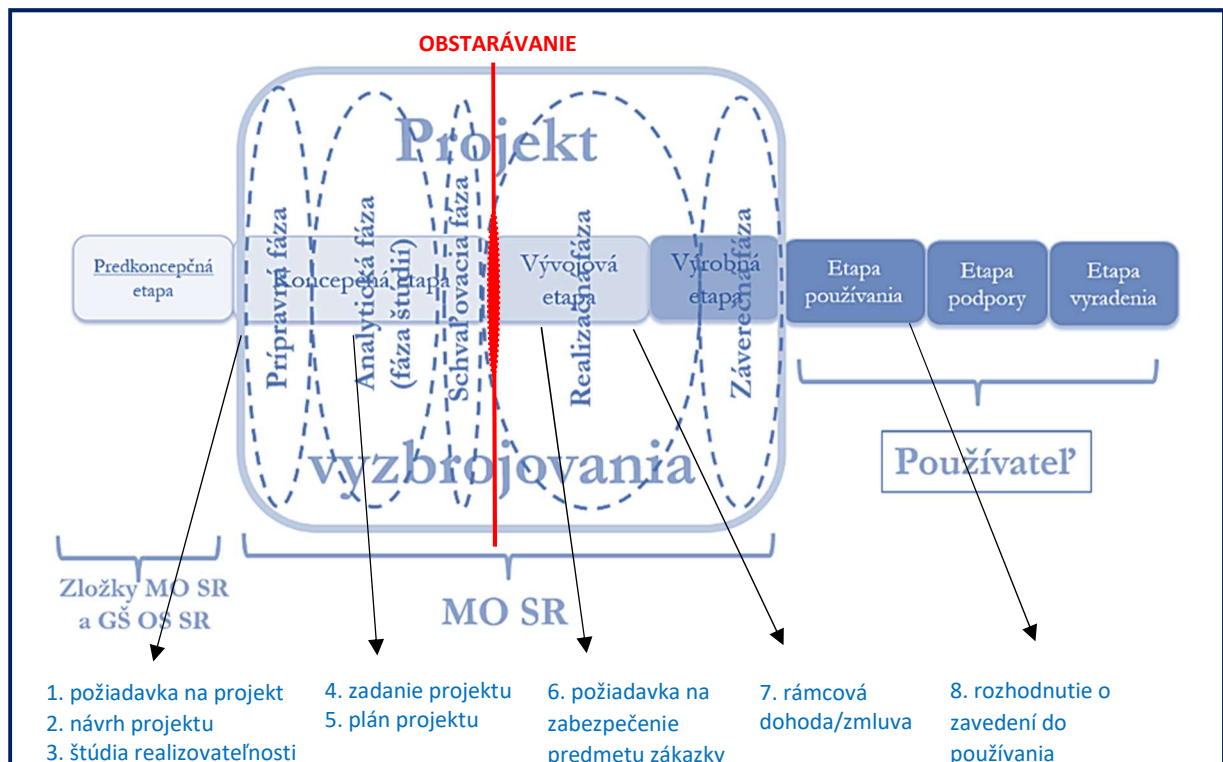 OBSTARÁVANIE
Projekt
vyzbrojovania
Predkoncepčná
etapa
Koncepčná etapa
Vývojová
etapa
Výrobná
etapa
Etapa
používania
Etapa
podpory
Etapa
vyradenia
Prípravná fáza
Analytická fáza
(fáza štúdií)
Schvaľovacia fáza
Realizačná fáza
Záverečná fáza
Používateľ
Zložky MO SR
a GŠ OS SR
MO SR
1. požiadavka na projekt
2. návrh projektu
3. štúdia realizovateľnosti
4. zadanie projektu
5. plán projektu
6. požiadavka na
zabezpečenie
predmetu zákazky
7. rámcová
dohoda/zmluva
8. rozhodnutie o
zavedení do
používania